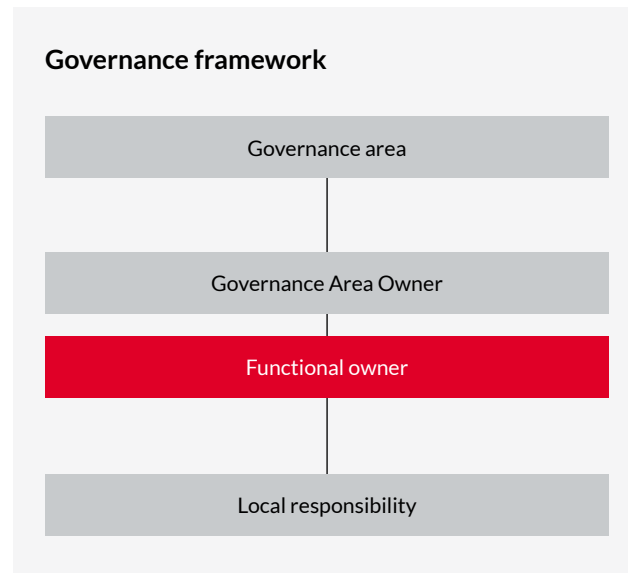 Governance framework
Governance area
Governance Area Owner
Functional owner
Local responsibility